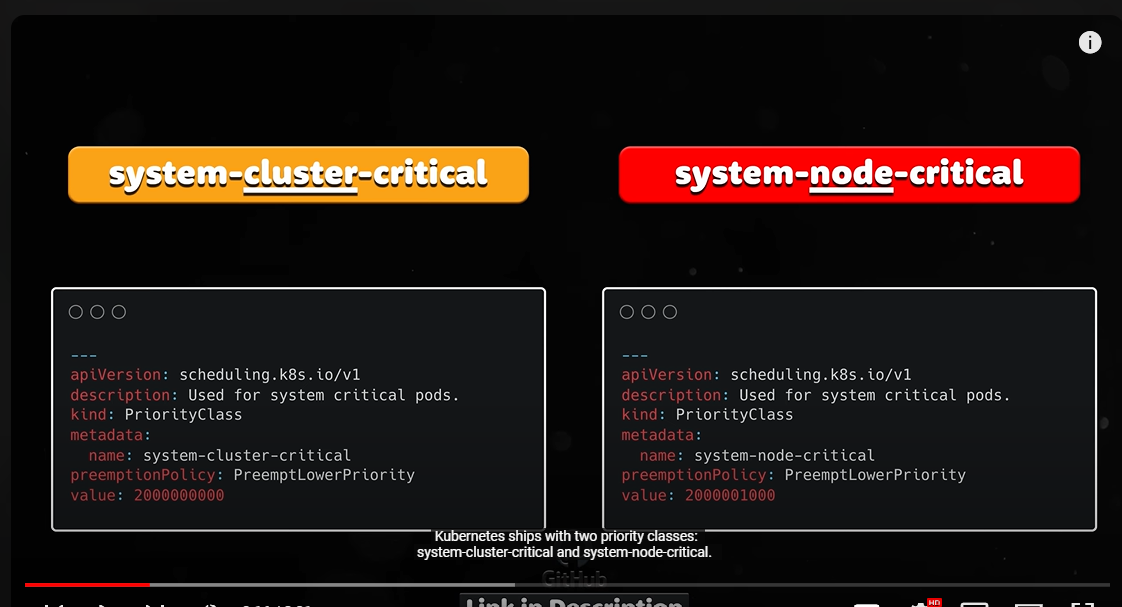 system-cluster-critical
system-node-critical
---
apiVersion: scheduling.k8s.io/v1
description: Used for system critical pods.
kind: PriorityClass
metadata:
  name: system-cluster-critical
preemptionPolicy: PreemptLowerPriority
value: 2000000000
---
apiVersion: scheduling.k8s.io/v1
description: Used for system critical pods.
kind: PriorityClass
metadata:
  name: system-node-critical
preemptionPolicy: PreemptLowerPriority
value: 2000001000
Kubernetes ships with two priority classes:
system-cluster-critical and system-node-critical.
GitHub
Link in Description
HD